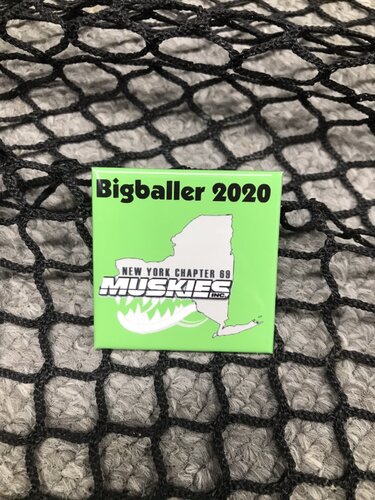 Bigballer 2020
NEW YORK CHAPTER 69
MUSKIES
INC.